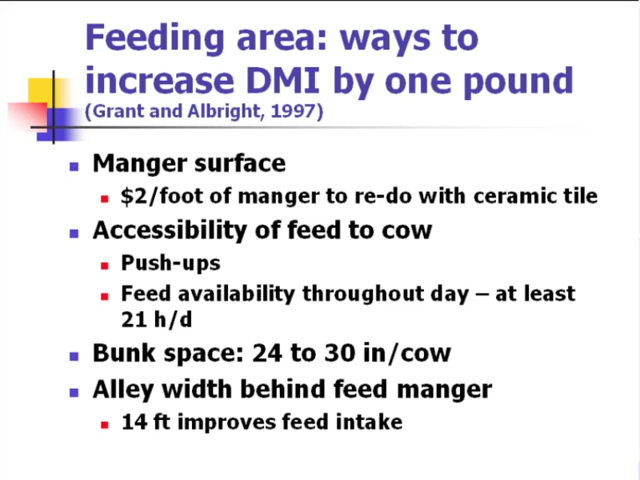 Feeding area: ways to
increase DMI by one pound
(Grant and Albright, 1997)
Manger surface
$2/foot of manger to re-do with ceramic tile
Accessibility of feed to cow
Push-ups
Feed availability throughout day – at least
21 h/d
Bunk space: 24 to 30 in/cow
Alley width behind feed manger
14 ft improves feed intake